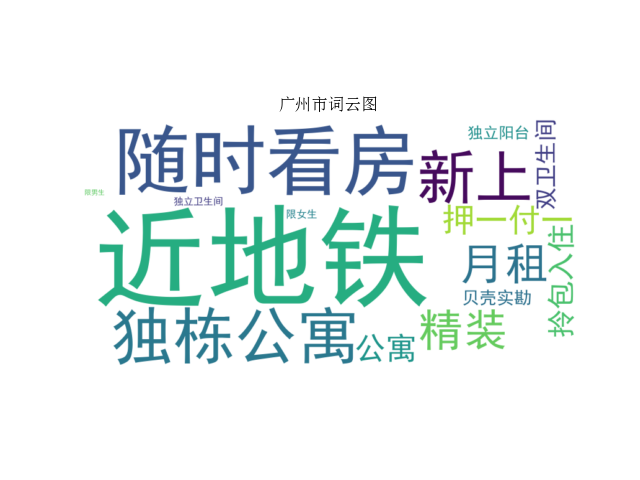 广州市词云图
随时看房
新上
独立阳台
双卫生间
限男生
独立卫生间
限女生
押一付一
近地铁
月租
拎包入住
贝壳实勘
独栋公寓
公寓
精装